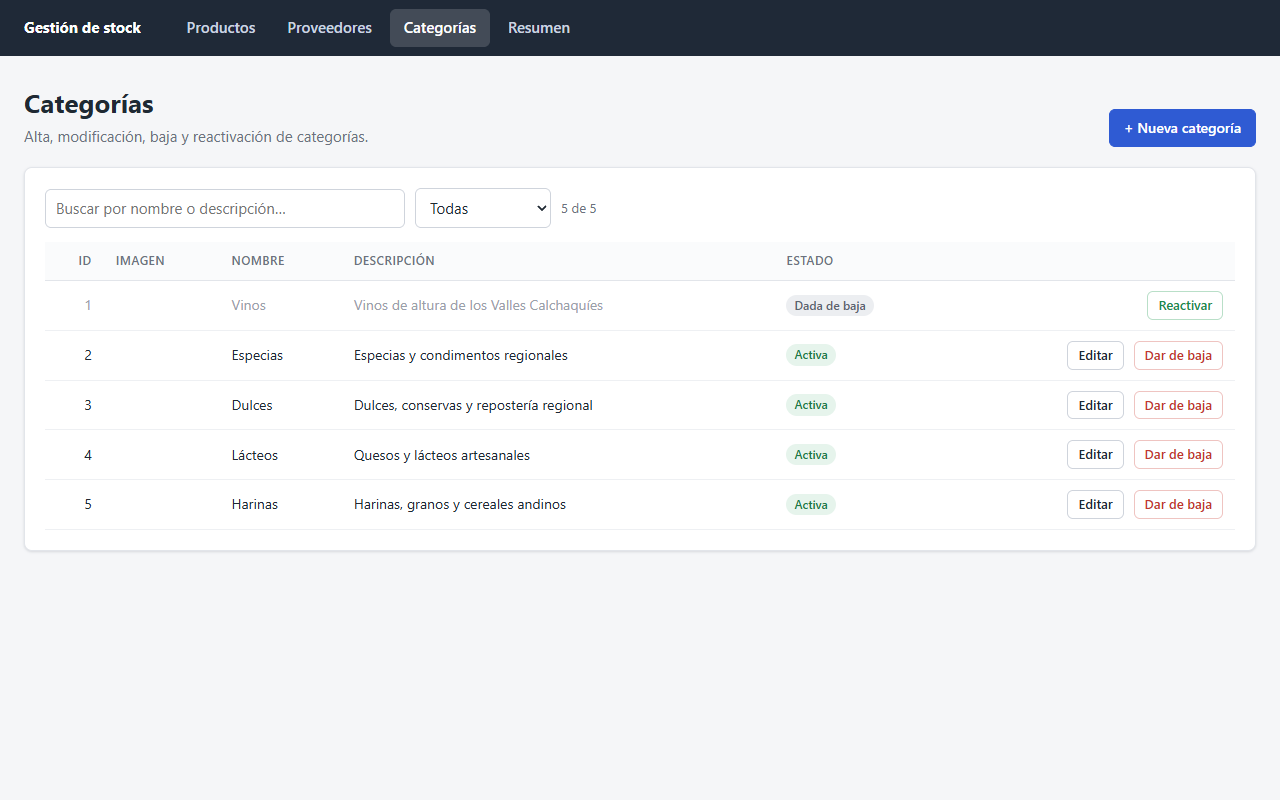 Gestión de stock Productos Proveedores Categorías Resumen
Categorías
Alta, modificación, baja y reactivación de categorías.
+ Nueva categoría
Buscar por nombre o descripción... Todas 5 de 5
ID IMAGEN NOMBRE DESCRIPCIÓN ESTADO
1 Vinos Vinos de altura de los Valles Calchaquíes Dada de baja Reactivar
2 Especias Especias y condimentos regionales Activa Editar Dar de baja
3 Dulces Dulces, conservas y repostería regional Activa Editar Dar de baja
4 Lácteos Quesos y lácteos artesanales Activa Editar Dar de baja
5 Harinas Harinas, granos y cereales andinos Activa Editar Dar de baja